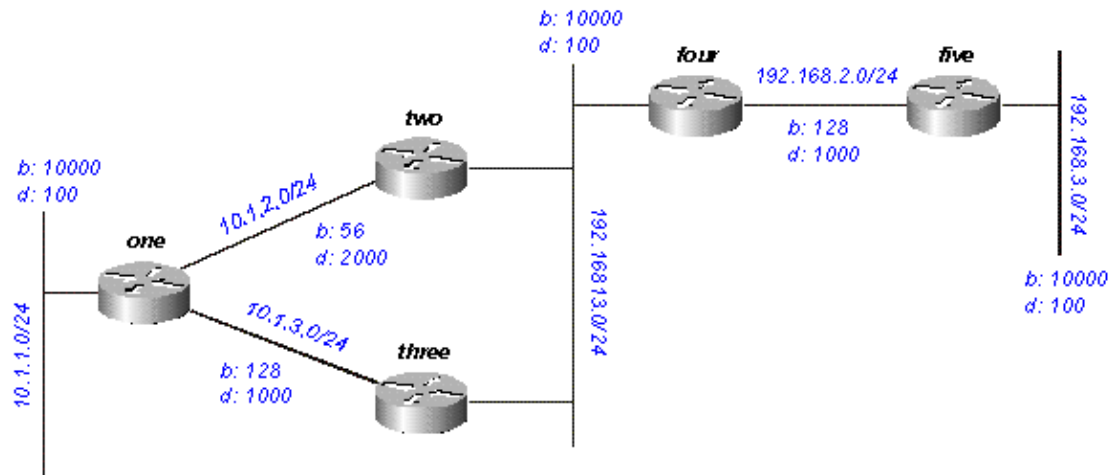 b: 10000
d: 100
four
192.168.2.0/24
five
b: 128
d: 1000
192.168.3.0/24
b: 10000
d: 100
two
b: 10000
d: 100
10.1.2.0/24
b: 56
d: 2000
one
10.1.1.0/24
10.1.3.0/24
b: 128
d: 1000
three
192.16813.0/24